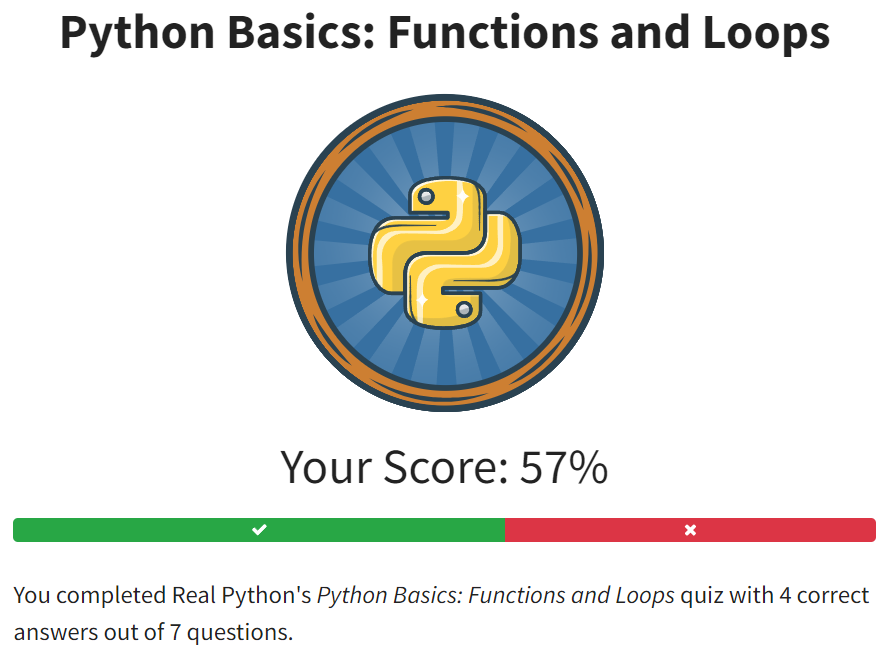 Python Basics: Functions and Loops
Your Score: 57%
You completed Real Python's Python Basics: Functions and Loops quiz with 4 correct
answers out of 7 questions.